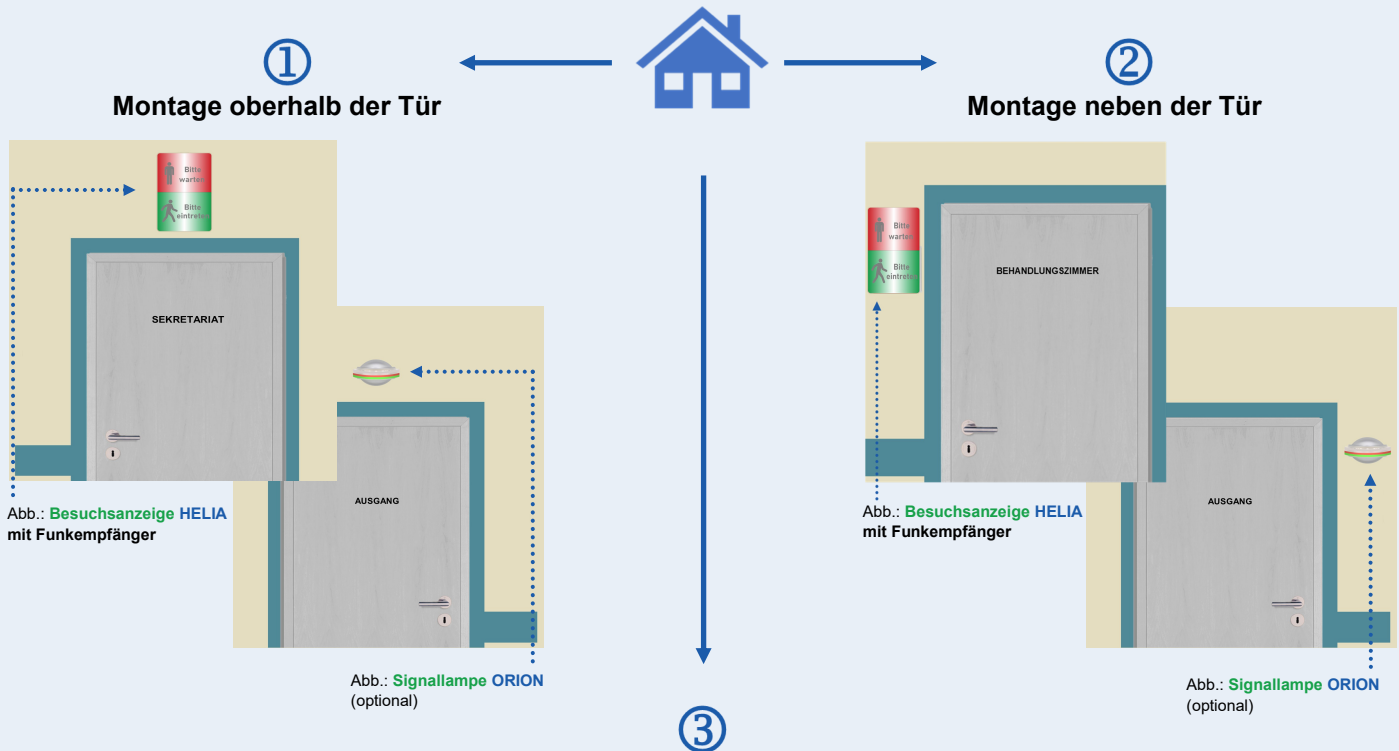 ①
Montage oberhalb der Tür
Bitte
warten
Bitte
eintreten
SEKRETARIAT
AUSGANG
Abb.: Besuchsanzeige HELIA
mit Funkempfänger
Abb.: Signallampe ORION
(optional)
②
Montage neben der Tür
Bitte
warten
Bitte
eintreten
BEHANDLUNGSZIMMER
AUSGANG
Abb.: Besuchsanzeige HELIA
mit Funkempfänger
Abb.: Signallampe ORION
(optional)
③